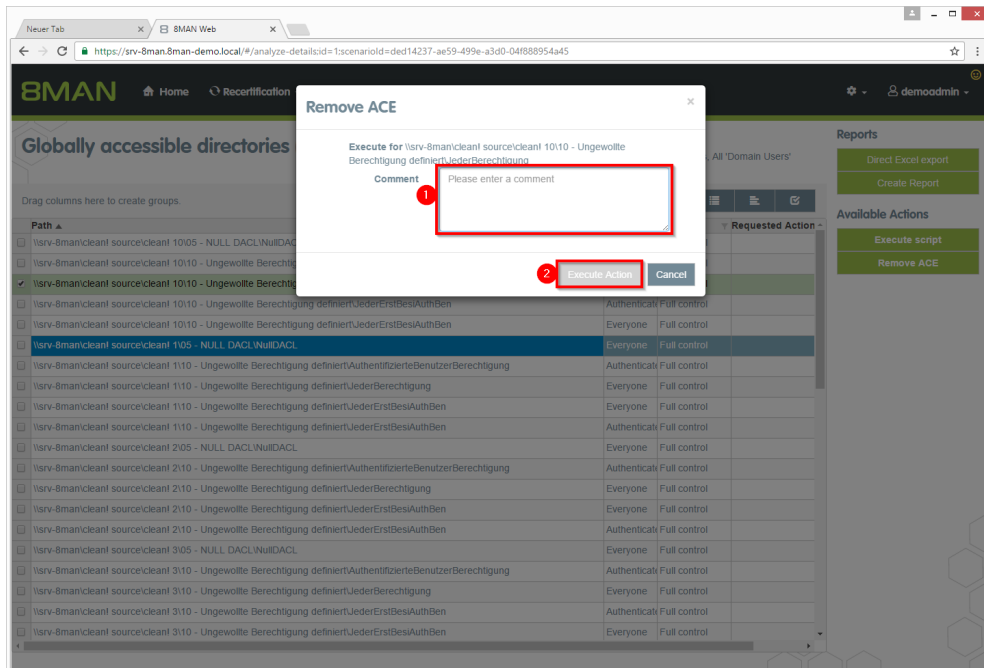 Neuer Tab
8MAN Web
https://srv-8man.8man-demo.local/#/analyze-details;id=1;scenarioId=ded14237-ae59-499e-a3d0-04f888954a45
8MAN Home Recertification demoadmin
Remove ACE
Execute for \\srv-8man\clean! source\clean! 10\10 - Ungewollte
Berechtigung definiert\JederBerechtigung
Comment Please enter a comment
1
2 Execute Action Cancel
Globally accessible directories
All 'Domain Users'
Reports
Direct Excel export
Create Report
Available Actions
Execute script
Remove ACE
Drag columns here to create groups.
Path Requested Action
\\srv-8man\clean! source\clean! 10\05 - NULL DACL\NullDAC
\\srv-8man\clean! source\clean! 10\10 - Ungewollte Berechtig
\\srv-8man\clean! source\clean! 10\10 - Ungewollte Berechtig
\\srv-8man\clean! source\clean! 10\10 - Ungewollte Berechtigung definiert\JederErstBesiAuthBen Authenticate Full control
\\srv-8man\clean! source\clean! 10\10 - Ungewollte Berechtigung definiert\JederErstBesiAuthBen Everyone Full control
\\srv-8man\clean! source\clean! 1\05 - NULL DACL\NullDACL Everyone Full control
\\srv-8man\clean! source\clean! 1\10 - Ungewollte Berechtigung definiert\AuthentifizierteBenutzerBerechtigung Authenticate Full control
\\srv-8man\clean! source\clean! 1\10 - Ungewollte Berechtigung definiert\JederBerechtigung Everyone Full control
\\srv-8man\clean! source\clean! 1\10 - Ungewollte Berechtigung definiert\JederErstBesiAuthBen Everyone Full control
\\srv-8man\clean! source\clean! 1\10 - Ungewollte Berechtigung definiert\JederErstBesiAuthBen Authenticate Full control
\\srv-8man\clean! source\clean! 2\05 - NULL DACL\NullDACL Everyone Full control
\\srv-8man\clean! source\clean! 2\10 - Ungewollte Berechtigung definiert\AuthentifizierteBenutzerBerechtigung Authenticate Full control
\\srv-8man\clean! source\clean! 2\10 - Ungewollte Berechtigung definiert\JederBerechtigung Everyone Full control
\\srv-8man\clean! source\clean! 2\10 - Ungewollte Berechtigung definiert\JederErstBesiAuthBen Everyone Full control
\\srv-8man\clean! source\clean! 2\10 - Ungewollte Berechtigung definiert\JederErstBesiAuthBen Authenticate Full control
\\srv-8man\clean! source\clean! 3\05 - NULL DACL\NullDACL Everyone Full control
\\srv-8man\clean! source\clean! 3\10 - Ungewollte Berechtigung definiert\AuthentifizierteBenutzerBerechtigung Authenticate Full control
\\srv-8man\clean! source\clean! 3\10 - Ungewollte Berechtigung definiert\JederBerechtigung Everyone Full control
\\srv-8man\clean! source\clean! 3\10 - Ungewollte Berechtigung definiert\JederErstBesiAuthBen Authenticate Full control
\\srv-8man\clean! source\clean! 3\10 - Ungewollte Berechtigung definiert\JederErstBesiAuthBen Everyone Full control